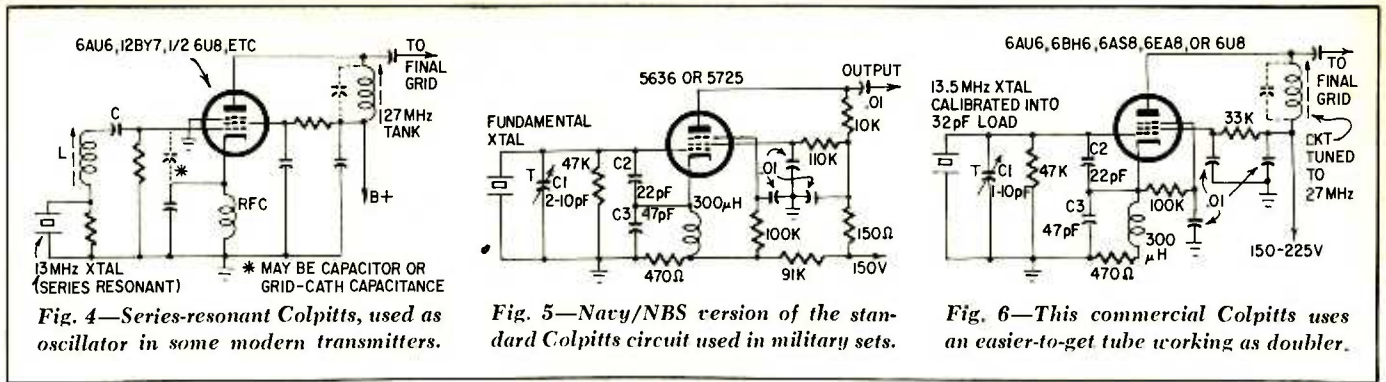 6AU6, 12BY7, 1/2 6U8, ETC
TO
FINAL
GRID
C
L
27MHz
TANK
*
RFC
B+
13MHz XTAL
(SERIES RESONANT)
* MAY BE CAPACITOR OR
GRID-CATH CAPACITANCE
Fig. 4—Series-resonant Colpitts, used as
oscillator in some modern transmitters.
5636 OR 5725
OUTPUT
.01
10K
FUNDAMENTAL
XTAL
110K
47K
T
C1
2-10pF
C2
22pF
.01
C3
47pF
300μH
100K
150Ω
470Ω
91K
150V
Fig. 5—Navy/NBS version of the stan-
dard Colpitts circuit used in military sets.
6AU6, 6BH6, 6AS8, 6EA8, OR 6U8
TO
FINAL
GRID
13.5MHz XTAL
CALIBRATED INTO
32pF LOAD
33K
CKT
TUNED
TO
27MHz
T
C1
1-10pF
47K
C2
22pF
.01
100K
C3
47pF
300
μH
470Ω
150-225V
Fig. 6—This commercial Colpitts uses
an easier-to-get tube working as doubler.